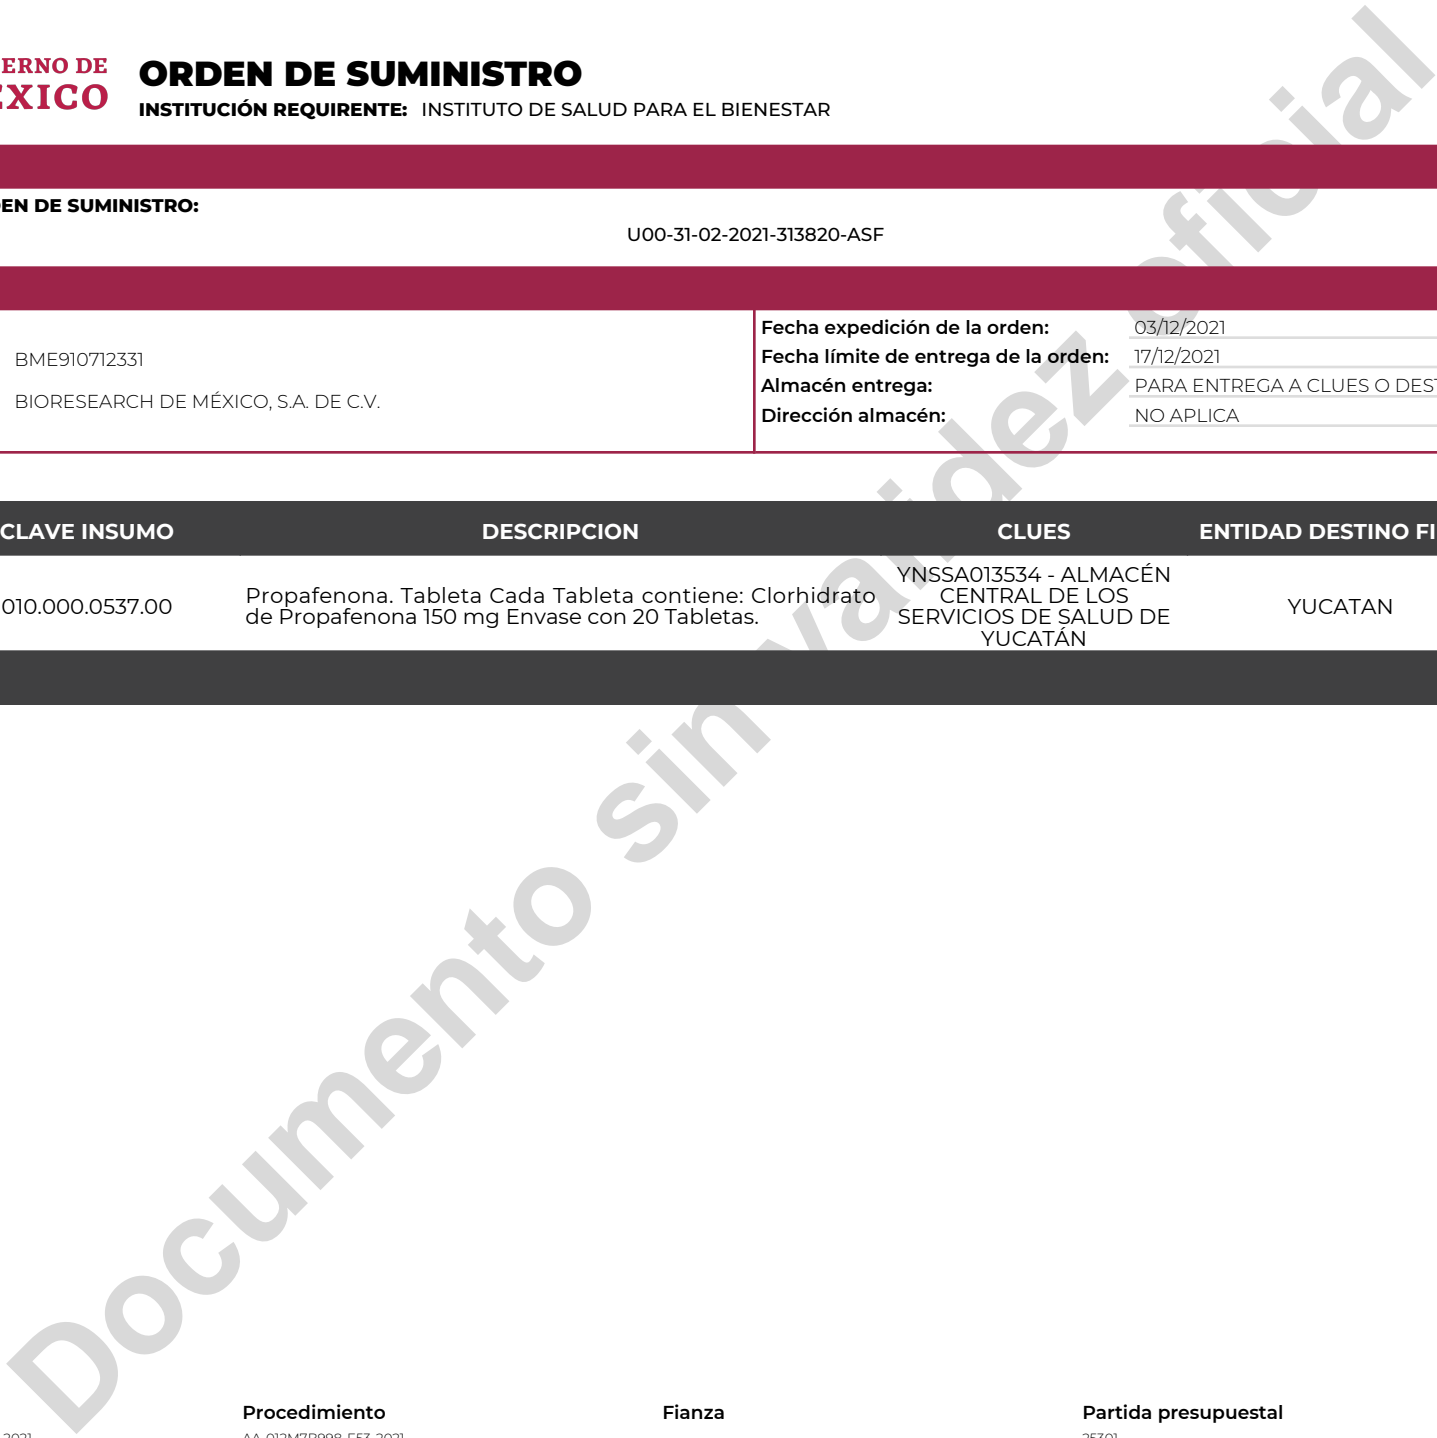 ERNO DE
ÉXICO
ORDEN DE SUMINISTRO
INSTITUCIÓN REQUIRENTE: INSTITUTO DE SALUD PARA EL BIENESTAR
EN DE SUMINISTRO:
U00-31-02-2021-313820-ASF
BME910712331
BIORESEARCH DE MÉXICO, S.A. DE C.V.
Fecha expedición de la orden: 03/12/2021
Fecha límite de entrega de la orden: 17/12/2021
Almacén entrega: PARA ENTREGA A CLUES O DEST
Dirección almacén: NO APLICA
CLAVE INSUMO DESCRIPCION CLUES ENTIDAD DESTINO FI
010.000.0537.00
Propafenona. Tableta Cada Tableta contiene: Clorhidrato
de Propafenona 150 mg Envase con 20 Tabletas.
YNSSA013534 - ALMACÉN
CENTRAL DE LOS
SERVICIOS DE SALUD DE
YUCATÁN
YUCATAN
Documento sin validez oficial
Procedimiento Fianza Partida presupuestal